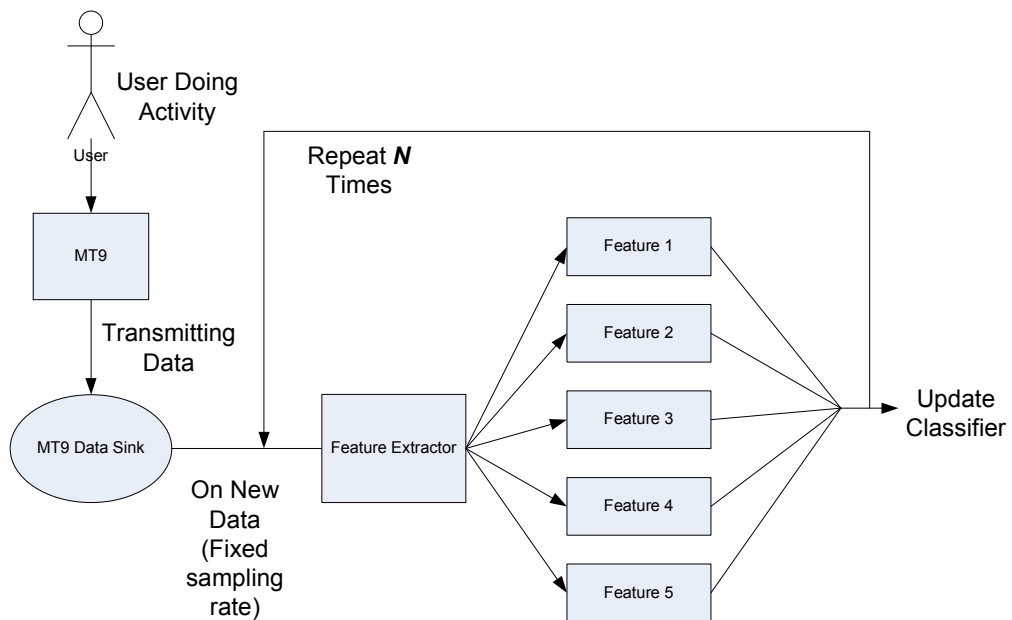 User Doing
Activity
User
Repeat N
Times
MT9
Feature 1
Transmitting
Data
Feature 2
Feature 3
Update
Classifier
MT9 Data Sink
Feature Extractor
On New
Data
(Fixed
sampling
rate)
Feature 4
Feature 5